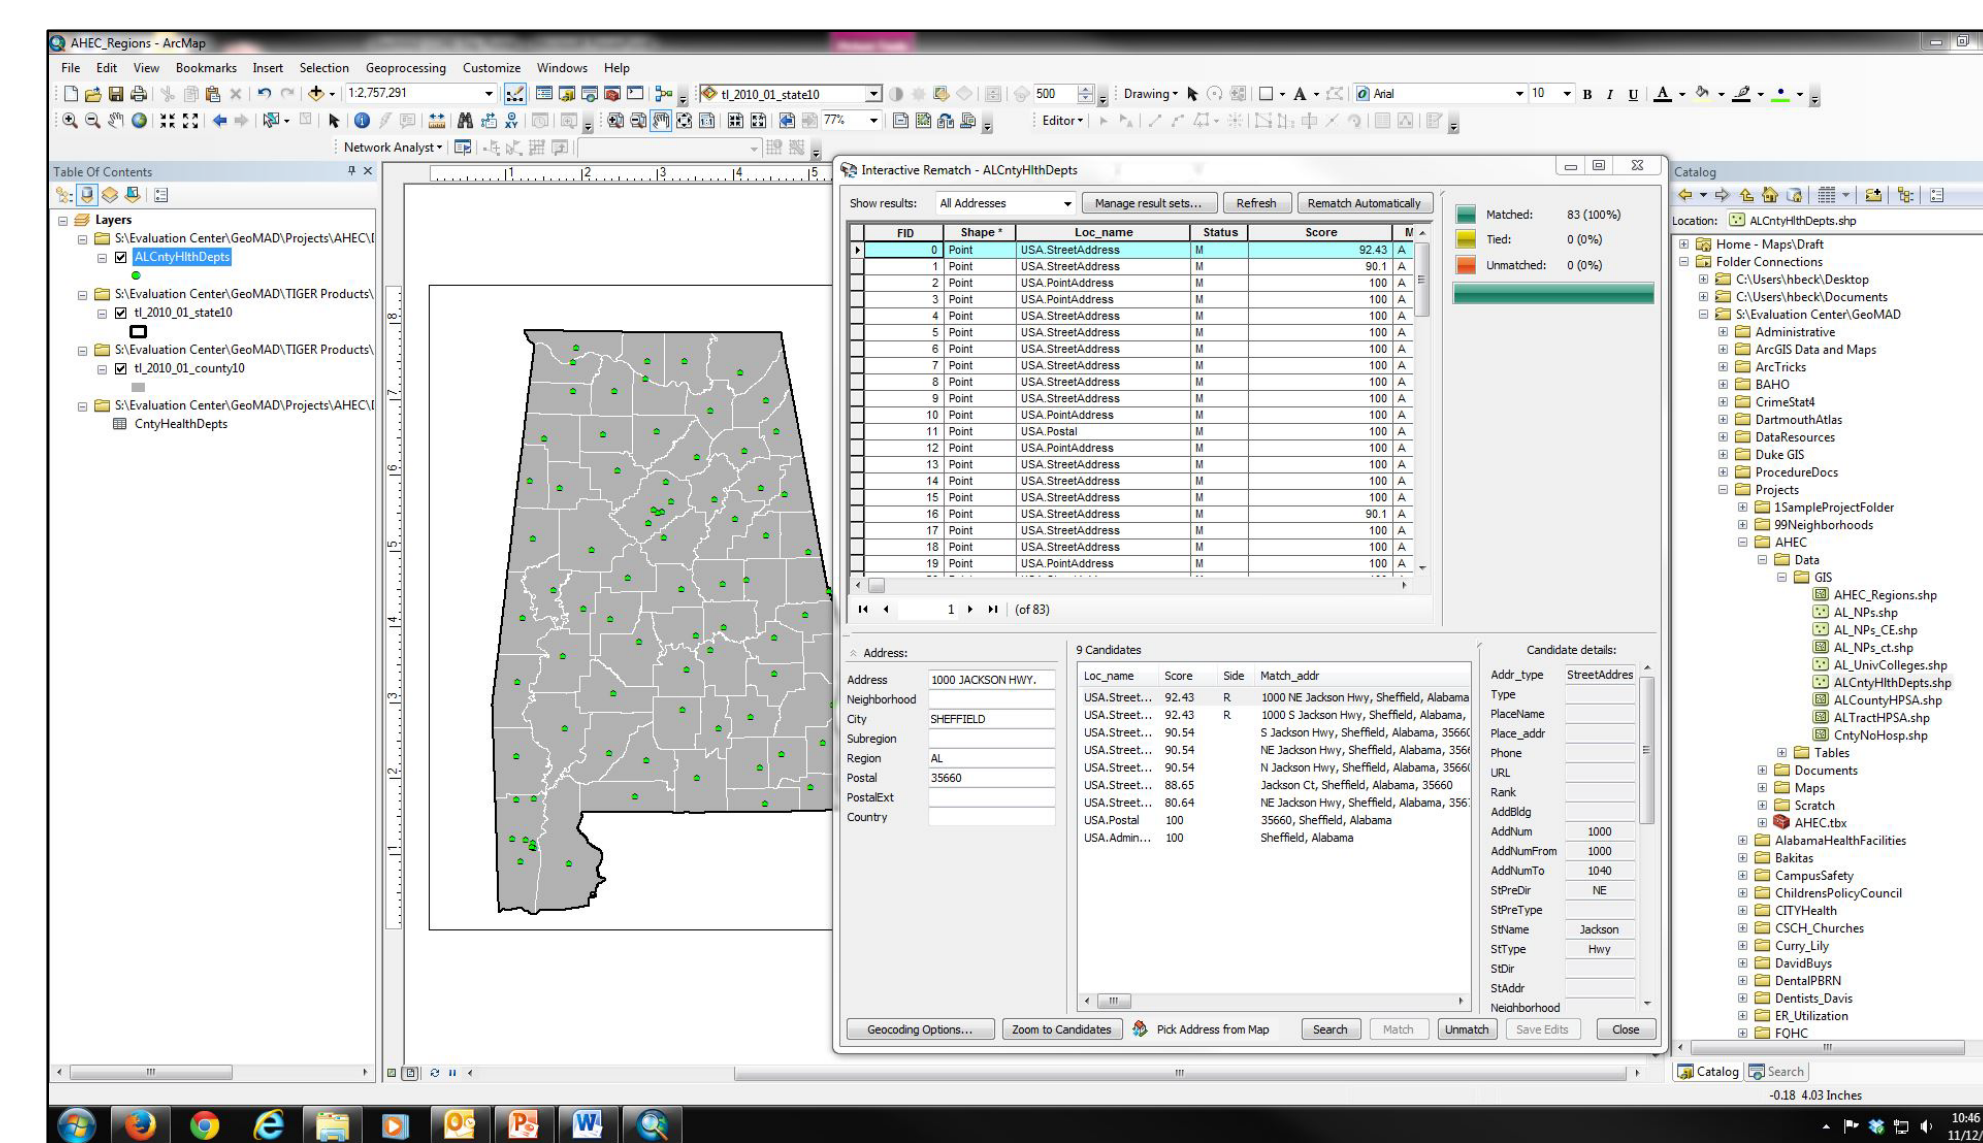 AHEC_Regions - ArcMap
File Edit View Bookmarks Insert Selection Geoprocessing Customize Windows Help
1:2,757,291 tl_2010_01_state10 500 Drawing A Arial 10 B I U A
77% Editor
Network Analyst
Table Of Contents
Layers
S:\Evaluation Center\GeoMAD\Projects\AHEC\
ALCntyHlthDepts
S:\Evaluation Center\GeoMAD\TIGER Products\
tl_2010_01_state10
S:\Evaluation Center\GeoMAD\TIGER Products\
tl_2010_01_county10
S:\Evaluation Center\GeoMAD\Projects\AHEC\
CntyHealthDepts
1 2 3 4 5
8
7
6
5
4
3
2
1
Interactive Rematch - ALCntyHlthDepts
Show results: All Addresses Manage result sets... Refresh Rematch Automatically
FID Shape * Loc_name Status Score M
0 Point USA.StreetAddress M 92.43 A
1 Point USA.StreetAddress M 90.1 A
2 Point USA.PointAddress M 100 A
3 Point USA.PointAddress M 100 A
4 Point USA.StreetAddress M 100 A
5 Point USA.StreetAddress M 100 A
6 Point USA.StreetAddress M 100 A
7 Point USA.StreetAddress M 100 A
8 Point USA.StreetAddress M 100 A
9 Point USA.StreetAddress M 100 A
10 Point USA.PointAddress M 100 A
11 Point USA.Postal M 100 A
12 Point USA.PointAddress M 100 A
13 Point USA.StreetAddress M 100 A
14 Point USA.StreetAddress M 100 A
15 Point USA.StreetAddress M 100 A
16 Point USA.StreetAddress M 90.1 A
17 Point USA.StreetAddress M 100 A
18 Point USA.StreetAddress M 100 A
19 Point USA.PointAddress M 100 A
1 (of 83)
Matched: 83 (100%)
Tied: 0 (0%)
Unmatched: 0 (0%)
Address:
Address 1000 JACKSON HWY.
Neighborhood
City SHEFFIELD
Subregion
Region AL
Postal 35660
PostalExt
Country
9 Candidates
Loc_name Score Side Match_addr
USA.Street... 92.43 R 1000 NE Jackson Hwy, Sheffield, Alabama
USA.Street... 92.43 R 1000 S Jackson Hwy, Sheffield, Alabama,
USA.Street... 90.54 S Jackson Hwy, Sheffield, Alabama, 35660
USA.Street... 90.54 NE Jackson Hwy, Sheffield, Alabama, 3566
USA.Street... 90.54 N Jackson Hwy, Sheffield, Alabama, 35660
USA.Street... 88.65 Jackson Ct, Sheffield, Alabama, 35660
USA.Street... 80.64 NE Jackson Hwy, Sheffield, Alabama, 356
USA.Postal 100 35660, Sheffield, Alabama
USA.Admin... 100 Sheffield, Alabama
Candidate details:
Addr_type StreetAddres
Type
PlaceName
Place_addr
Phone
URL
Rank
AddBldg
AddNum 1000
AddNumFrom 1000
AddNumTo 1040
StPreDir NE
StPreType
StName Jackson
StType Hwy
StDir
StAddr
Neighborhood
Geocoding Options... Zoom to Candidates Pick Address from Map Search Match Unmatch Save Edits Close
Catalog
Location: ALCntyHlthDepts.shp
Home - Maps\Draft
Folder Connections
C:\Users\hbeck\Desktop
C:\Users\hbeck\Documents
S:\Evaluation Center\GeoMAD
Administrative
ArcGIS Data and Maps
ArcTricks
BAHO
CrimeStat4
DartmouthAtlas
DataResources
Duke GIS
ProcedureDocs
Projects
1SampleProjectFolder
99Neighborhoods
AHEC
Data
GIS
AHEC_Regions.shp
AL_NPs.shp
AL_NPs_CE.shp
AL_NPs_ct.shp
AL_UnivColleges.shp
ALCntyHlthDepts.shp
ALCountyHPSA.shp
ALTractHPSA.shp
CntyNoHosp.shp
Tables
Documents
Maps
Scratch
AHEC.tbx
AlabamaHealthFacilities
Bakitas
CampusSafety
ChildrensPolicyCouncil
CITYHealth
CSCH_Churches
Curry_Lily
DavidBuys
DentalPBRN
Dentists_Davis
ER_Utilization
FQHC
Catalog Search
-0.18 4.03 Inches
10:46
11/12/